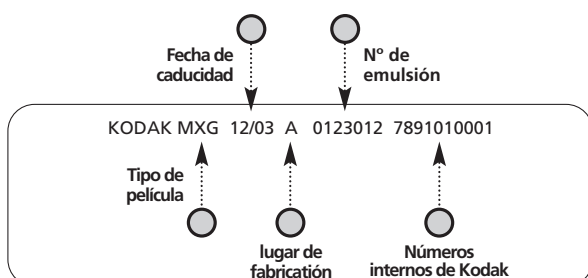 Fecha de
caducidad
Nº de
emulsión
KODAK MXG 12/03 A 0123012 7891010001
Tipo de
película
lugar de
fabricatión
Números
internos de Kodak